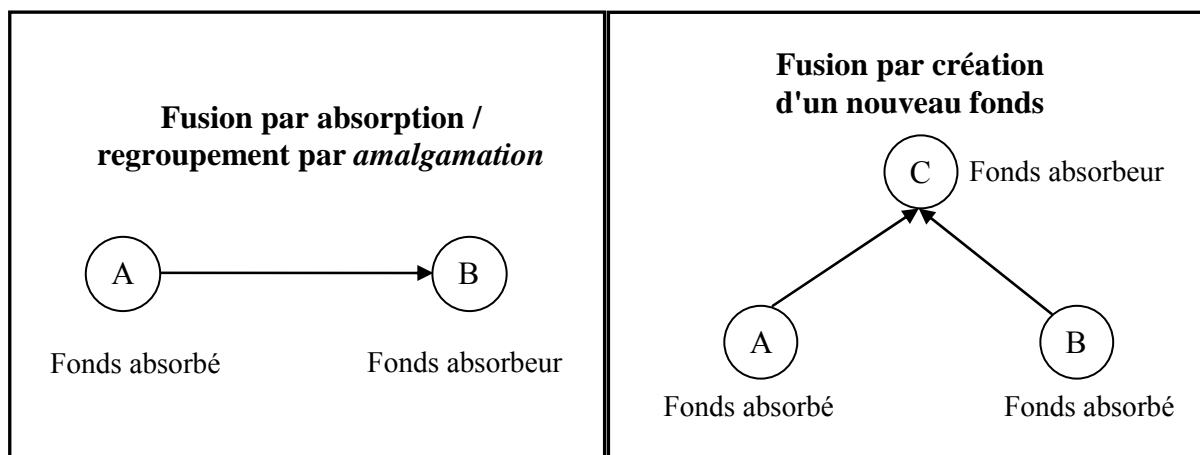 Fusion par absorption /
regroupement par amalgamation
A
B
Fonds absorbé
Fonds absorbeur
Fusion par création
d'un nouveau fonds
C
Fonds absorbeur
A
B
Fonds absorbé
Fonds absorbé